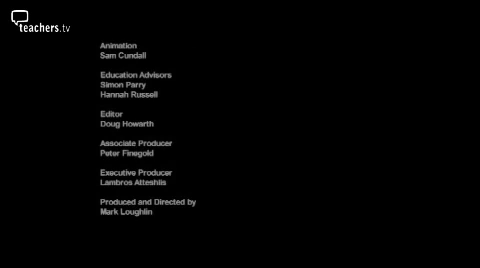 teachers.tv
Animation
Sam Cundall
Education Advisors
Simon Parry
Hannah Russell
Editor
Doug Howarth
Associate Producer
Peter Finegold
Executive Producer
Lambros Atteshlis
Produced and Directed by
Mark Loughlin